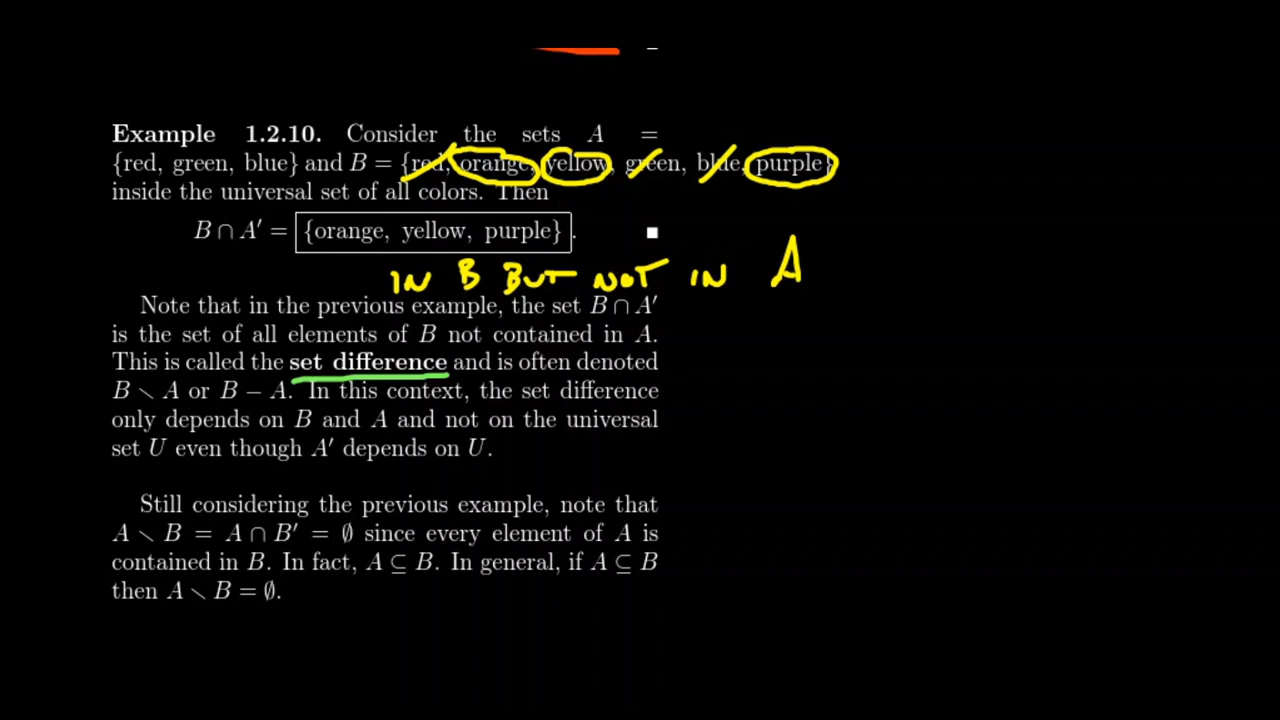 Example 1.2.10. Consider the sets A =
{red, green, blue} and B = {red, orange, yellow, green, blue, purple}
inside the universal set of all colors. Then
B ∩ A′ = {orange, yellow, purple}.
IN B BUT NOT IN A
Note that in the previous example, the set B ∩ A′
is the set of all elements of B not contained in A.
This is called the set difference and is often denoted
B ∖ A or B − A. In this context, the set difference
only depends on B and A and not on the universal
set U even though A′ depends on U.
Still considering the previous example, note that
A ∖ B = A ∩ B′ = ∅ since every element of A is
contained in B. In fact, A ⊆ B. In general, if A ⊆ B
then A ∖ B = ∅.